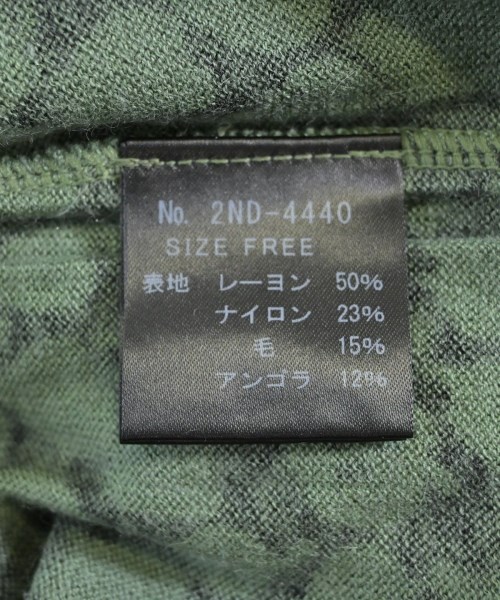 No. 2ND-4440
SIZE FREE
表地 レーヨン 50%
ナイロン 23%
毛 15%
アンゴラ 12%